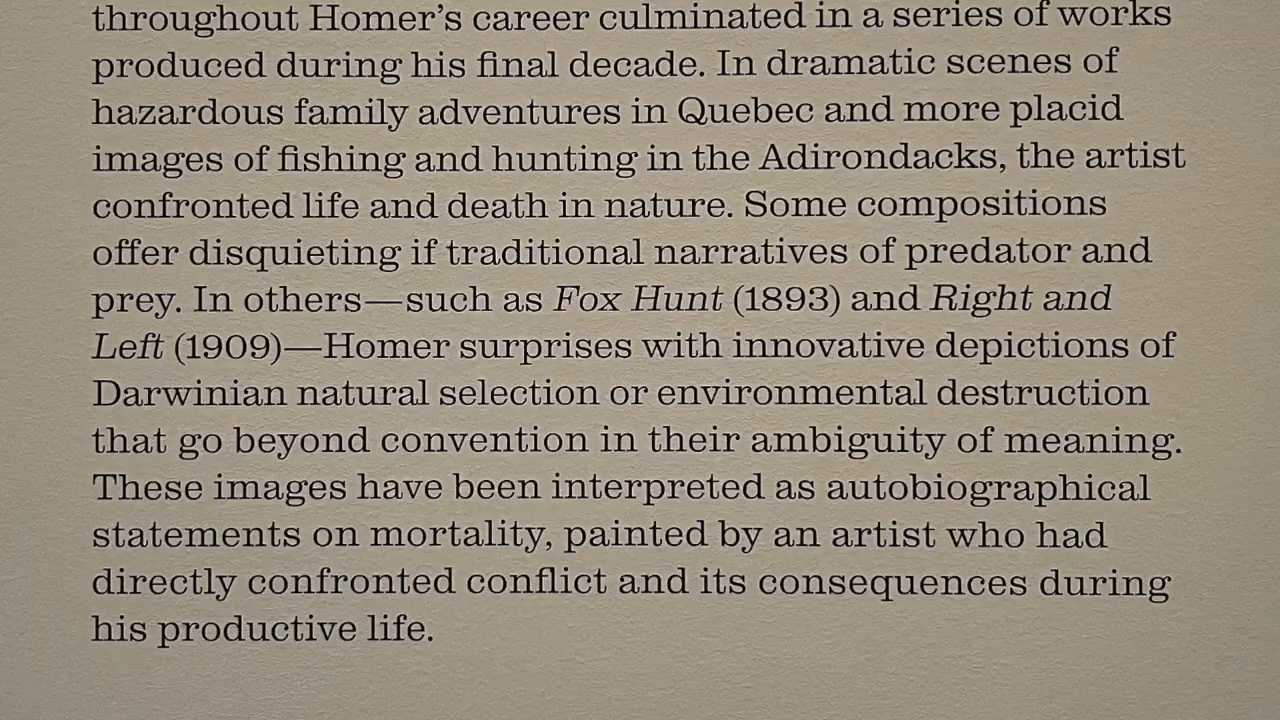 throughout Homer’s career culminated in a series of works
produced during his final decade. In dramatic scenes of
hazardous family adventures in Quebec and more placid
images of fishing and hunting in the Adirondacks, the artist
confronted life and death in nature. Some compositions
offer disquieting if traditional narratives of predator and
prey. In others—such as Fox Hunt (1893) and Right and
Left (1909)—Homer surprises with innovative depictions of
Darwinian natural selection or environmental destruction
that go beyond convention in their ambiguity of meaning.
These images have been interpreted as autobiographical
statements on mortality, painted by an artist who had
directly confronted conflict and its consequences during
his productive life.